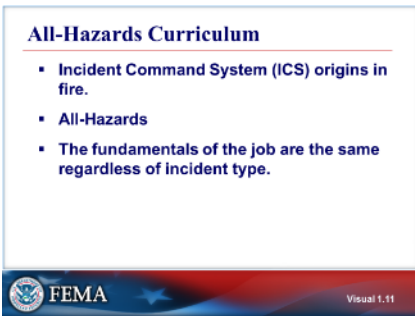 All-Hazards Curriculum
▪ Incident Command System (ICS) origins in
fire.
▪ All-Hazards
▪ The fundamentals of the job are the same
regardless of incident type.
FEMA
Visual 1.11